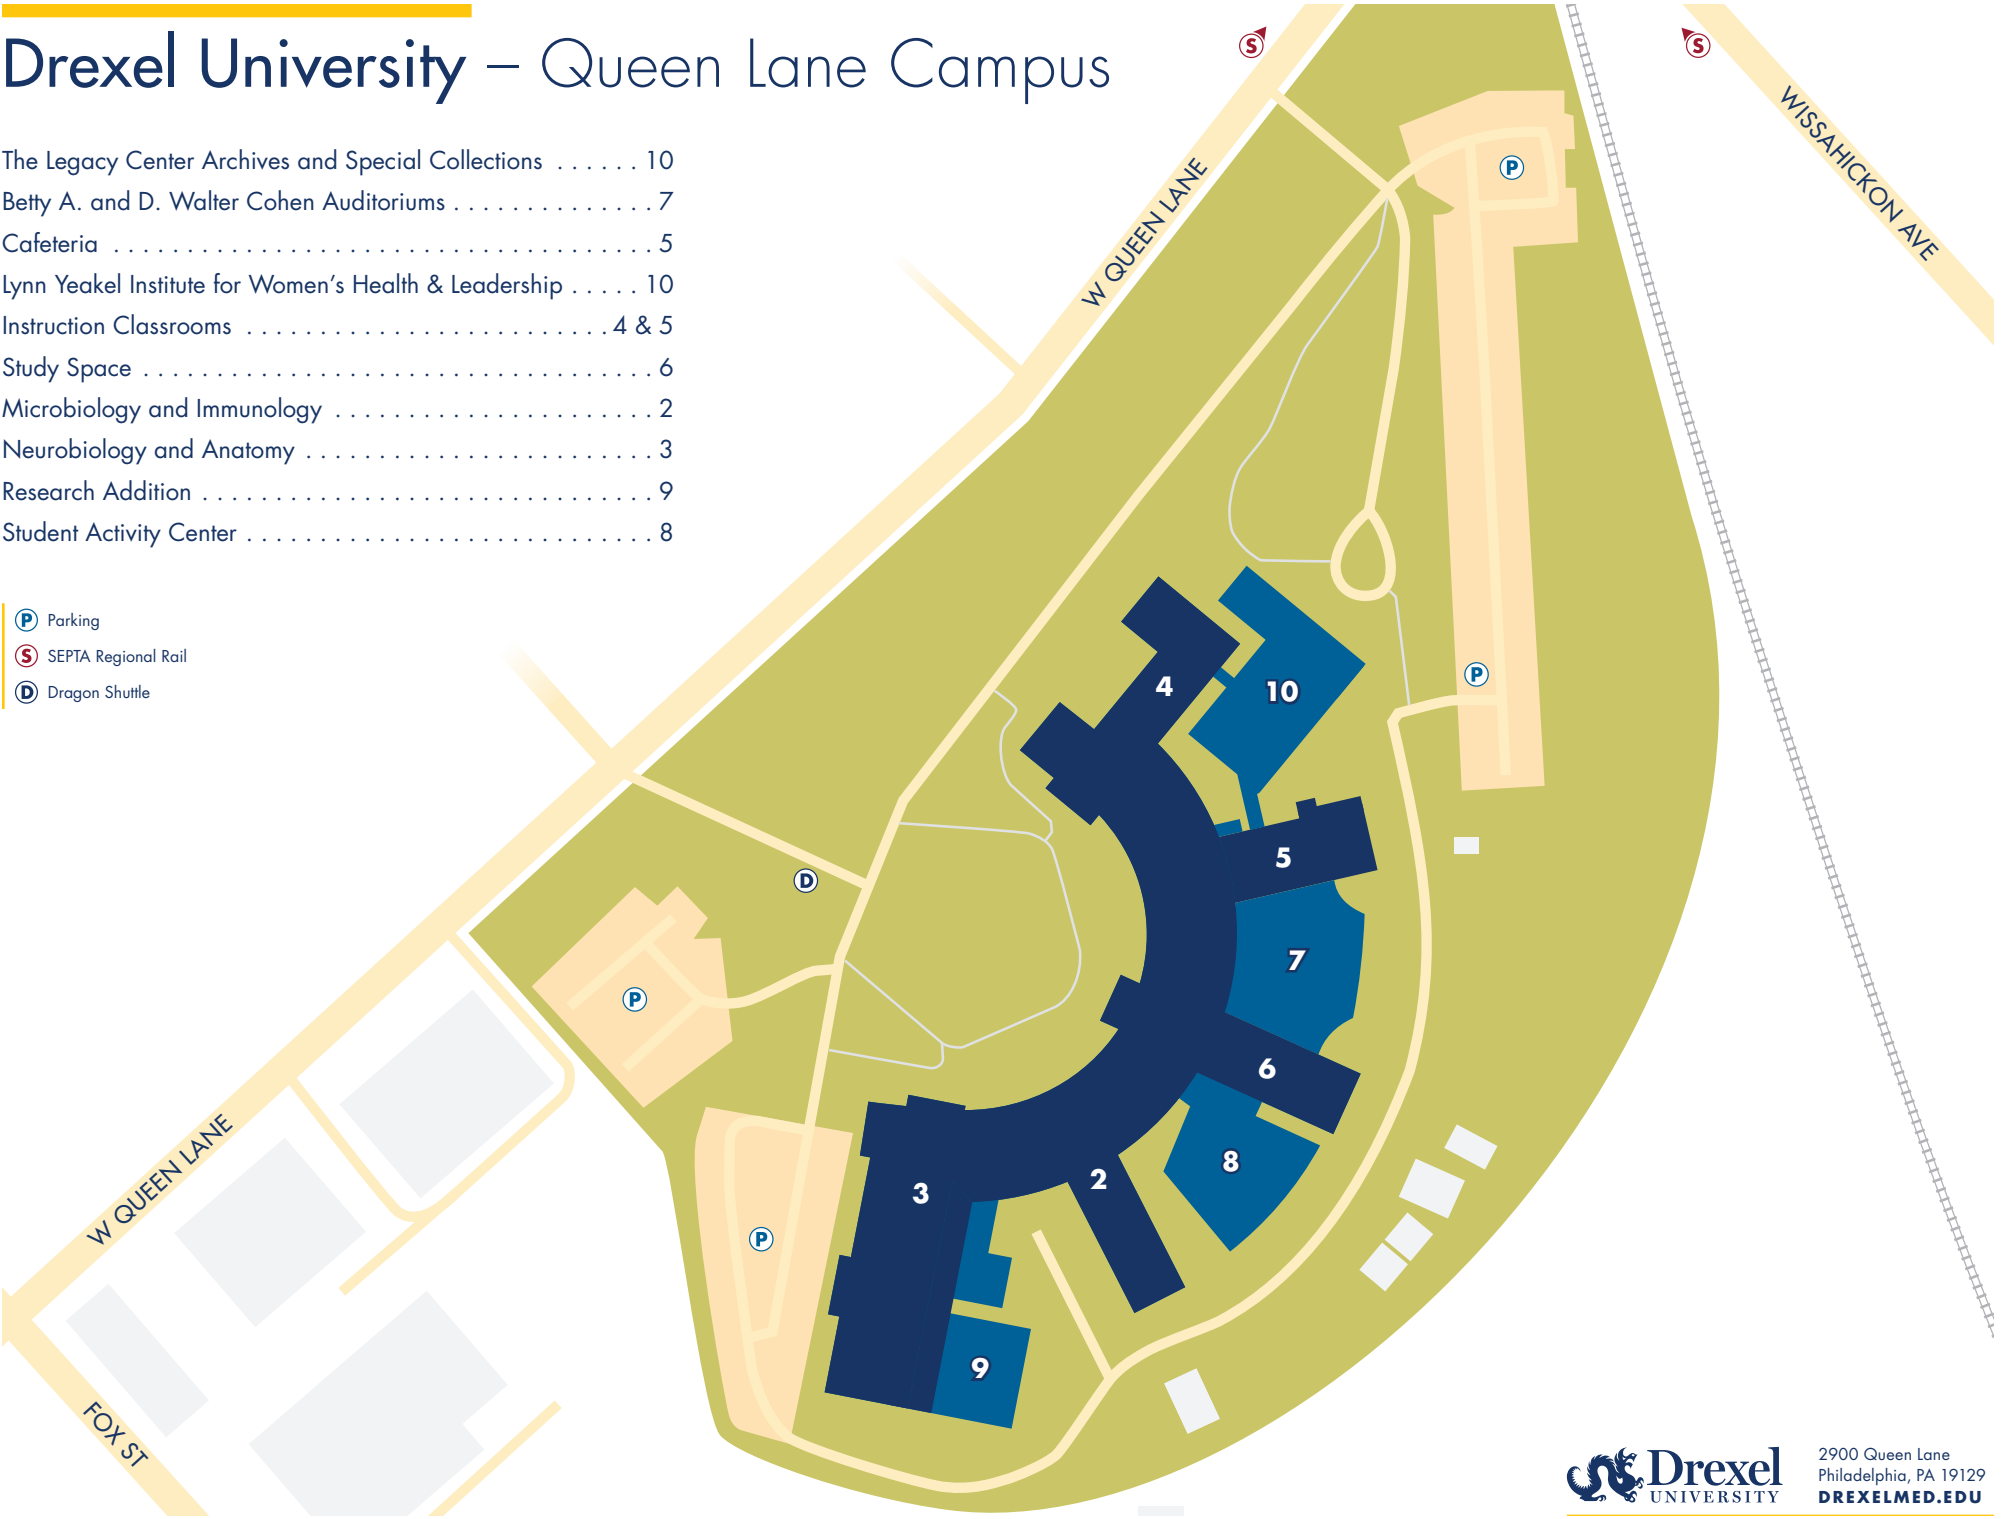 Drexel University – Queen Lane Campus
The Legacy Center Archives and Special Collections . . . . . . 10
Betty A. and D. Walter Cohen Auditoriums . . . . . . . . . . . . . . 7
Cafeteria . . . . . . . . . . . . . . . . . . . . . . . . . . . . . . . . . . . . . 5
Lynn Yeakel Institute for Women's Health & Leadership . . . . . 10
Instruction Classrooms . . . . . . . . . . . . . . . . . . . . . . . . . 4 & 5
Study Space . . . . . . . . . . . . . . . . . . . . . . . . . . . . . . . . . . . 6
Microbiology and Immunology . . . . . . . . . . . . . . . . . . . . . . 2
Neurobiology and Anatomy . . . . . . . . . . . . . . . . . . . . . . . . 3
Research Addition . . . . . . . . . . . . . . . . . . . . . . . . . . . . . . . 9
Student Activity Center . . . . . . . . . . . . . . . . . . . . . . . . . . . . 8
P Parking
S SEPTA Regional Rail
D Dragon Shuttle
S
S
W QUEEN LANE
WISSAHICKON AVE
P
P
4
10
5
D
7
P
6
8
2
3
P
9
W QUEEN LANE
FOX ST
Drexel
UNIVERSITY
2900 Queen Lane
Philadelphia, PA 19129
DREXELMED.EDU